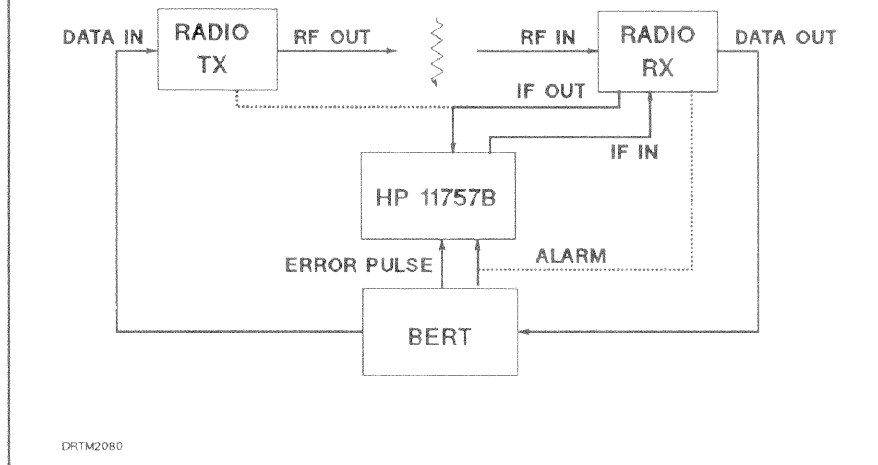 DATA IN
RADIO
TX
RF OUT
RF IN
RADIO
RX
DATA OUT
IF OUT
IF IN
HP 11757B
ERROR PULSE
ALARM
BERT
DRTM2080